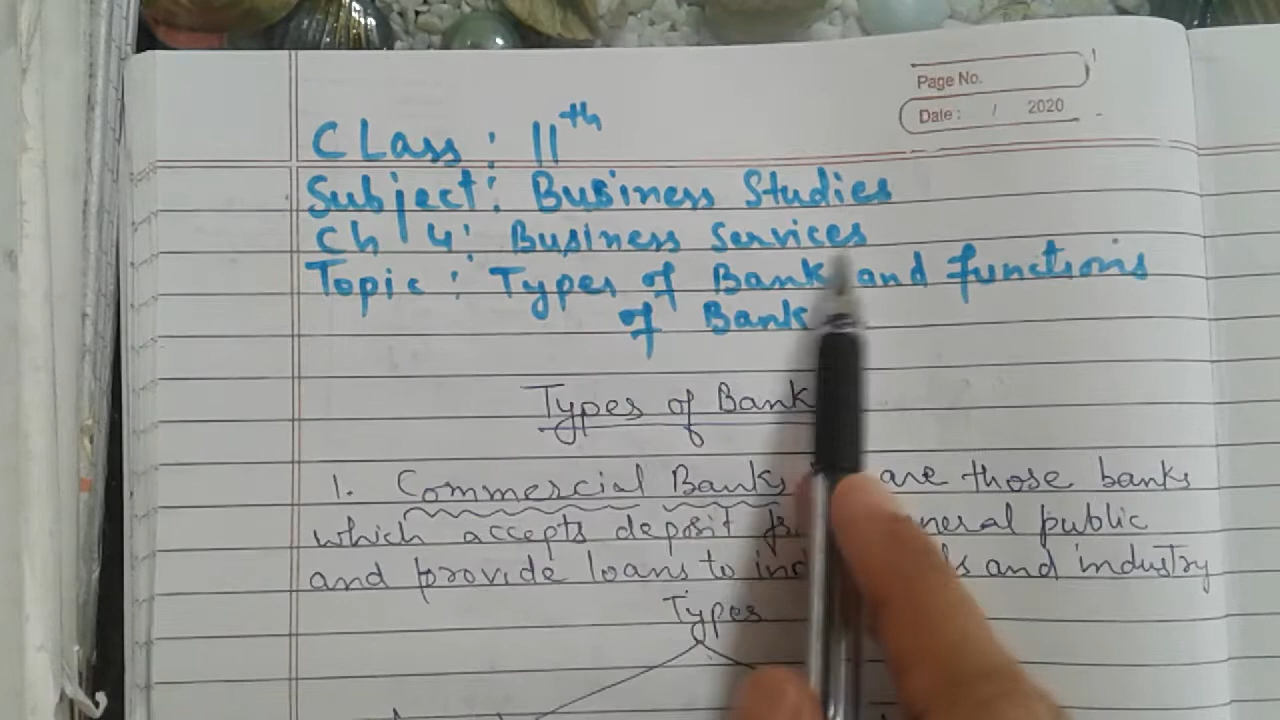 Page No.
Date : / 2020
Class : 11th
Subject : Business Studies
Ch 4 : Business Services
Topic : Types of Bank and functions
of Bank
Types of Bank
1. Commercial Banks are those banks
which accepts deposit public
and provide loans to and industry
Types